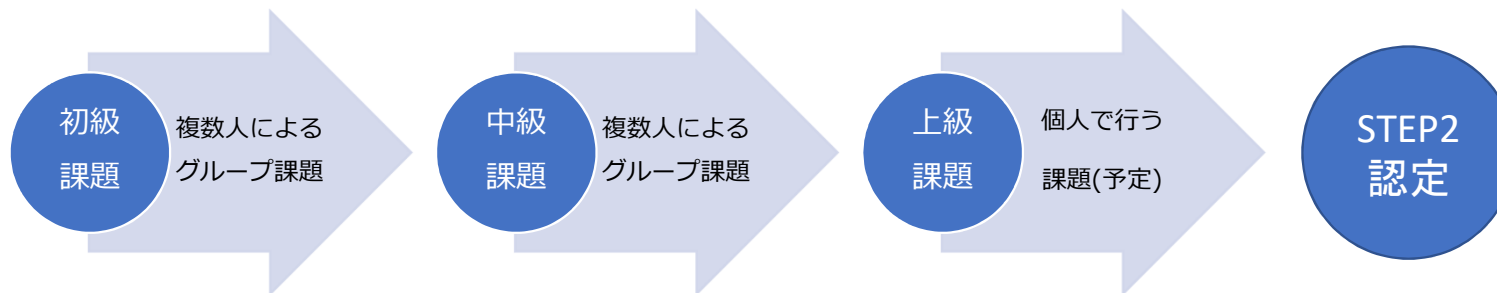 初級
課題
複数人による
グループ課題
中級
課題
複数人による
グループ課題
上級
課題
個人で行う
課題(予定)
STEP2
認定